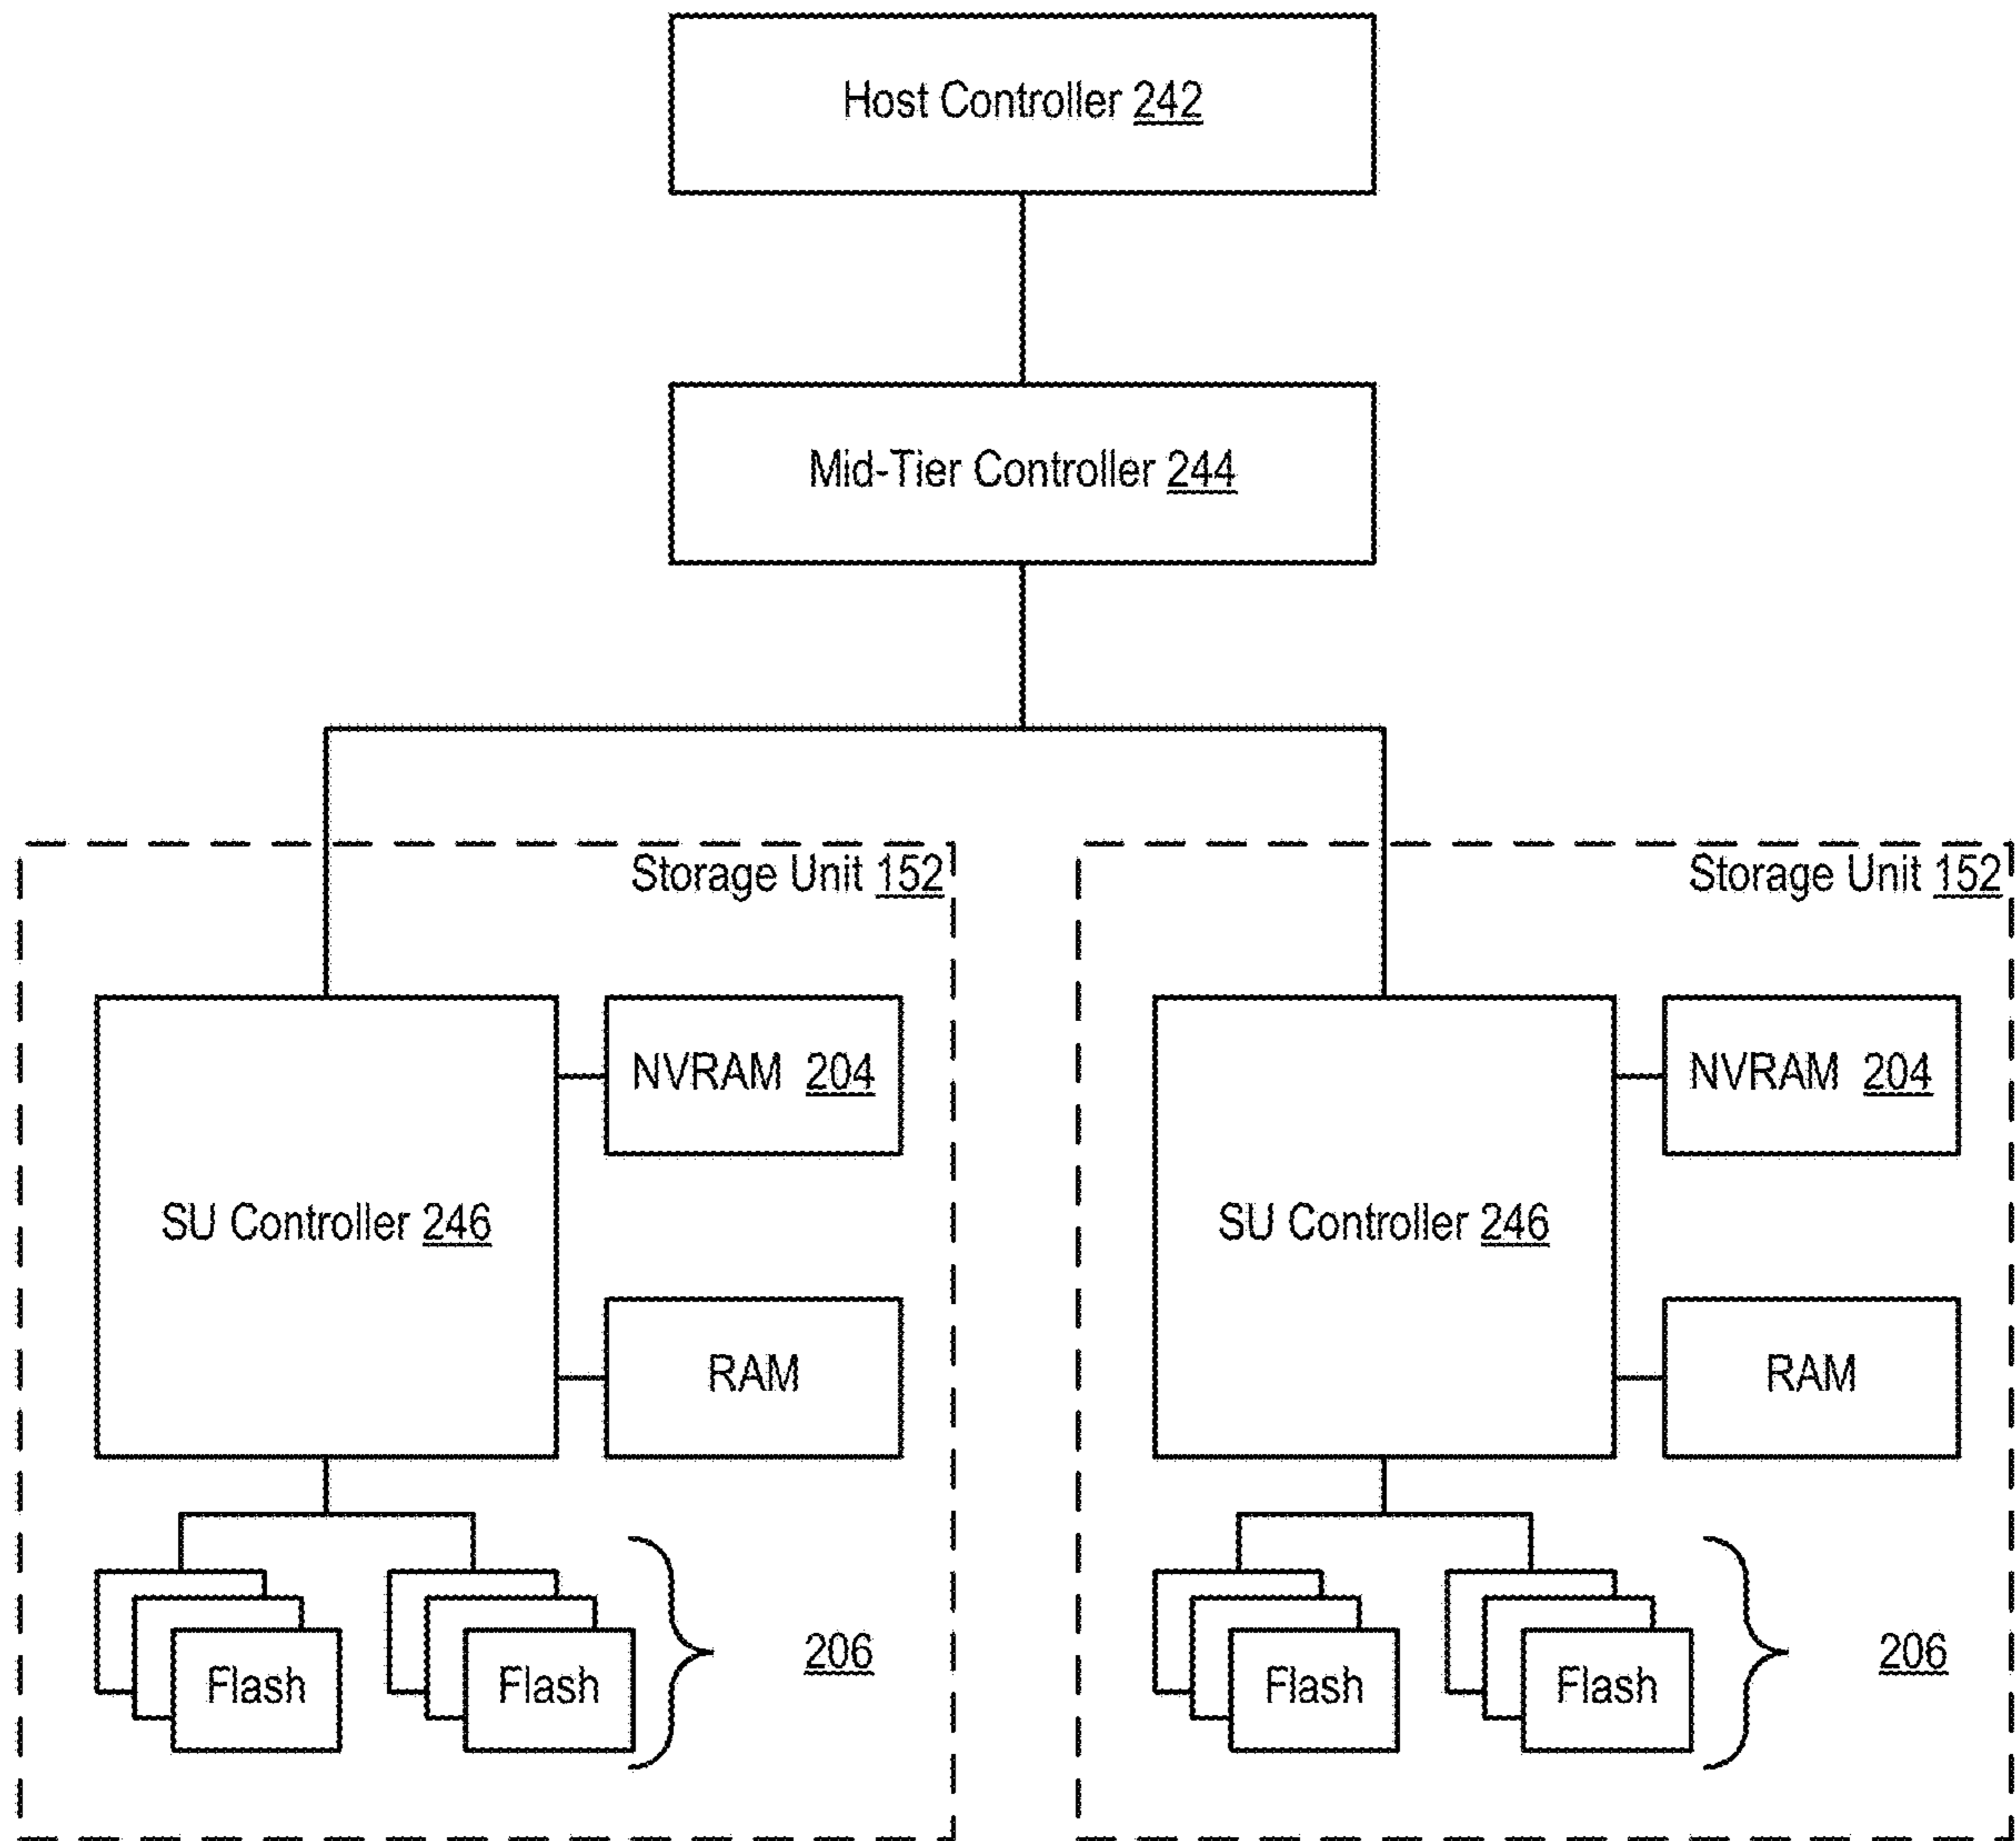 Host Controller 242
Mid-Tier Controller 244
Storage Unit 152
NVRAM 204
SU Controller 246
RAM
Flash
Flash
206
Storage Unit 152
NVRAM 204
SU Controller 246
RAM
Flash
Flash
206